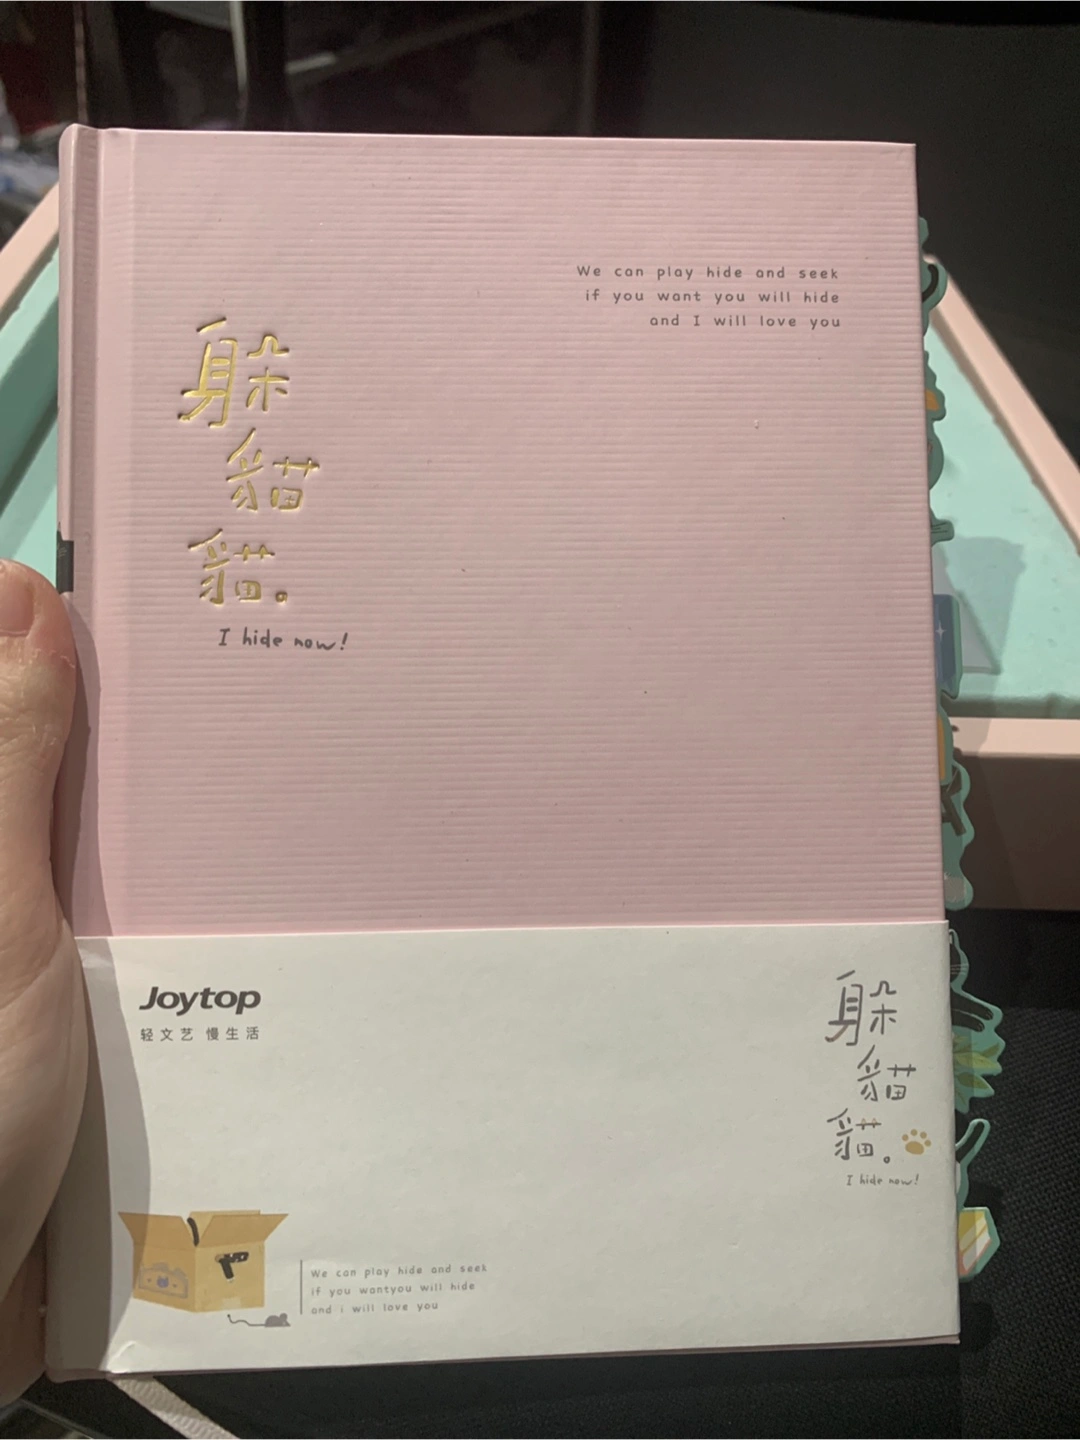 We can play hide and seek
if you want you will hide
and I will love you
躲
貓
貓。
I hide now!
Joytop
轻文艺 慢生活
躲
貓
貓。
I hide now!
We can play hide and seek
if you wantyou will hide
and i will love you